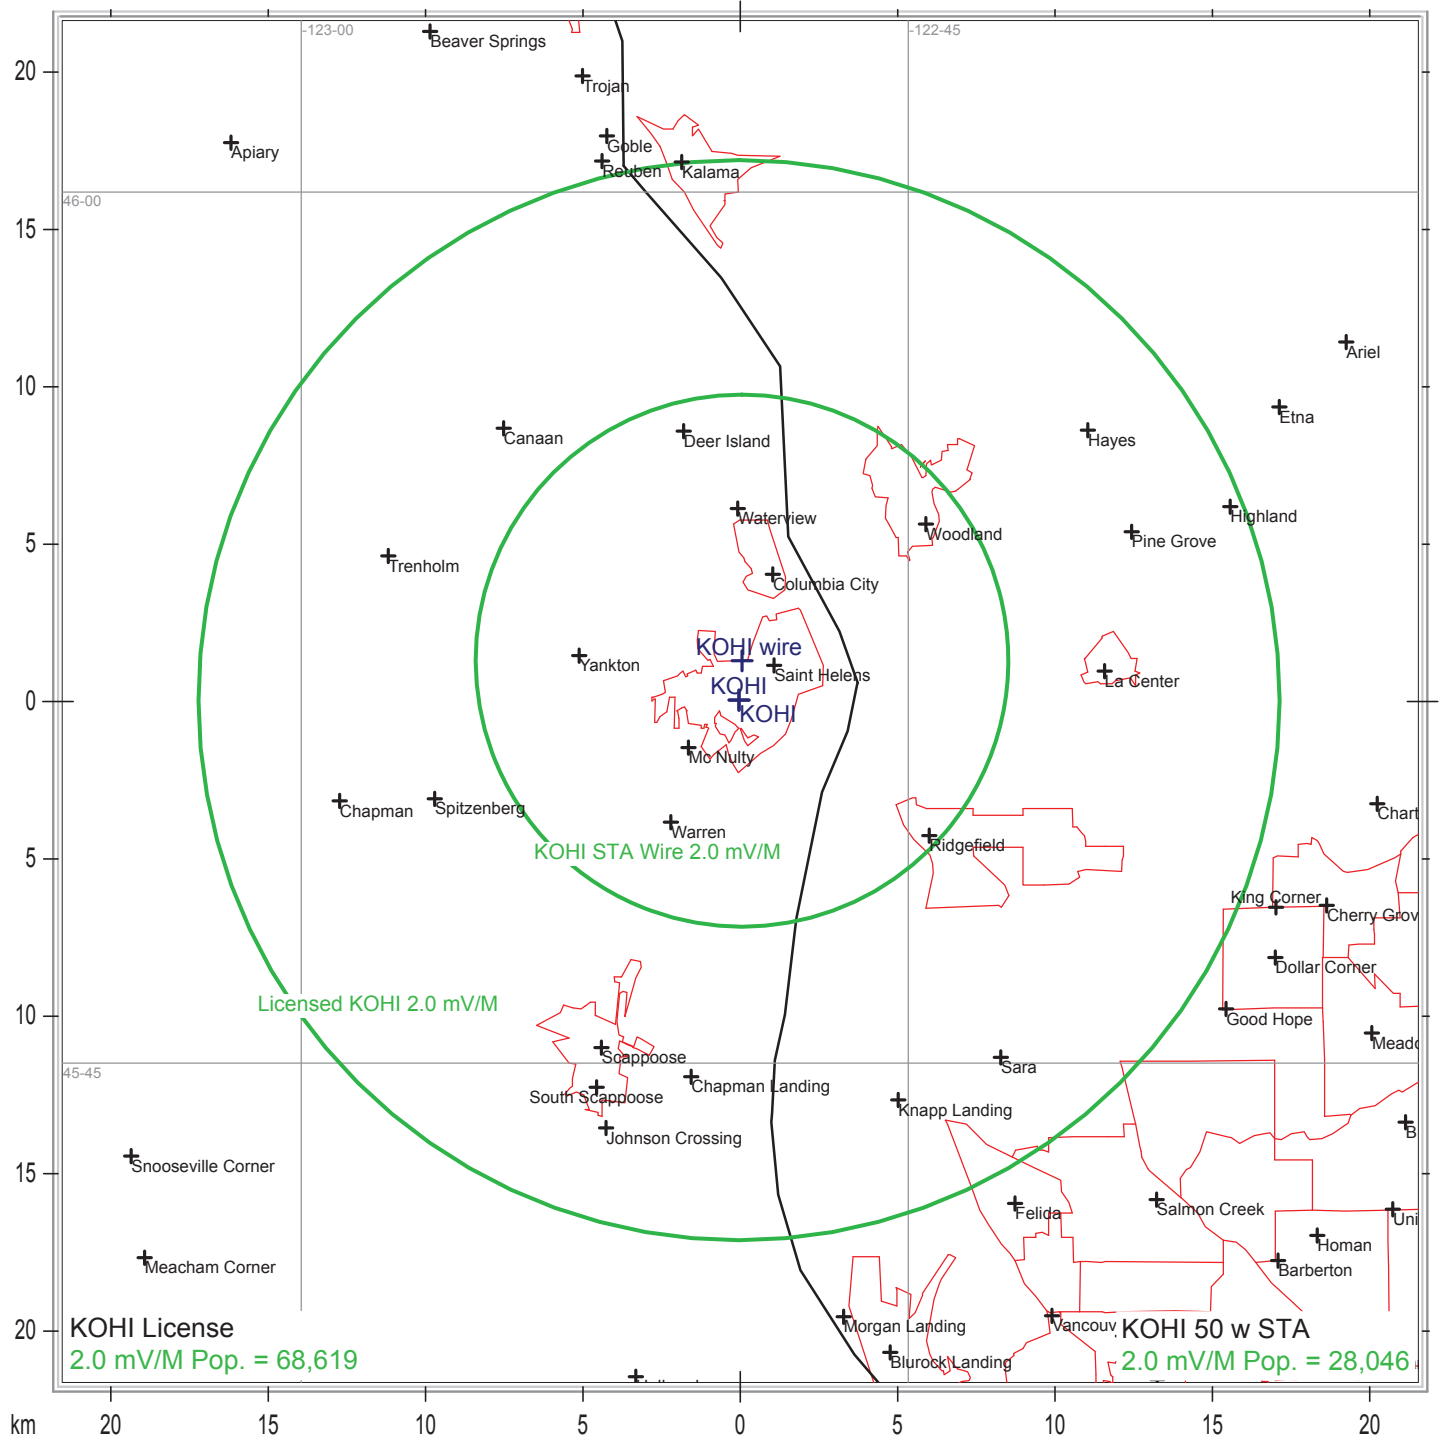 -123-00
-122-45
Beaver Springs
20
Trojan
Goble
Apiary
Reuben
Kalama
46-00
15
Ariel
10
Etna
Canaan
Deer Island
Hayes
Waterview
Highland
Woodland
Pine Grove
5
Trenholm
Columbia City
KOHI wire
Yankton
Saint Helens
La Center
KOHI
0
KOHI
Mc Nulty
Chapman
Spitzenberg
Chart
Warren
Ridgefield
KOHI STA Wire 2.0 mV/M
5
King Corner
Cherry Grov
Dollar Corner
Licensed KOHI 2.0 mV/M
10
Good Hope
Meado
Scappoose
Sara
45-45
Chapman Landing
South Scappoose
Knapp Landing
Johnson Crossing
B
Snooseville Corner
15
Felida
Salmon Creek
Uni
Homan
Meacham Corner
Barberton
Morgan Landing
Vancouv
20
KOHI License
KOHI 50 w STA
2.0 mV/M Pop. = 68,619
2.0 mV/M Pop. = 28,046
Blurock Landing
km
20
15
10
5
0
5
10
15
20